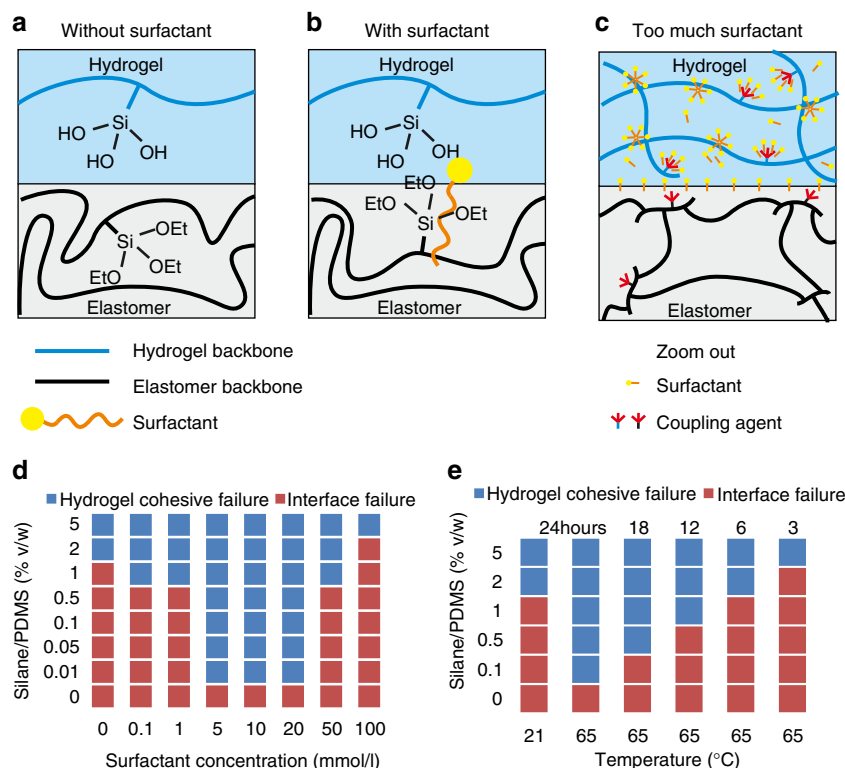 a Without surfactant
Hydrogel
Si
HO
HO
OH
Si
OEt
OEt
EtO
Elastomer
b With surfactant
Hydrogel
Si
HO
HO
OH
EtO
EtO
Si
OEt
Elastomer
c Too much surfactant
Hydrogel
Elastomer
Hydrogel backbone
Elastomer backbone
Surfactant
Zoom out
Surfactant
Coupling agent
d
Hydrogel cohesive failure Interface failure
Silane/PDMS (% v/w)
5
2
1
0.5
0.1
0.05
0.01
0
0 0.1 1 5 10 20 50 100
Surfactant concentration (mmol/l)
e
Hydrogel cohesive failure Interface failure
24hours 18 12 6 3
Silane/PDMS (% v/w)
5
2
1
0.5
0.1
0
21 65 65 65 65 65
Temperature (°C)